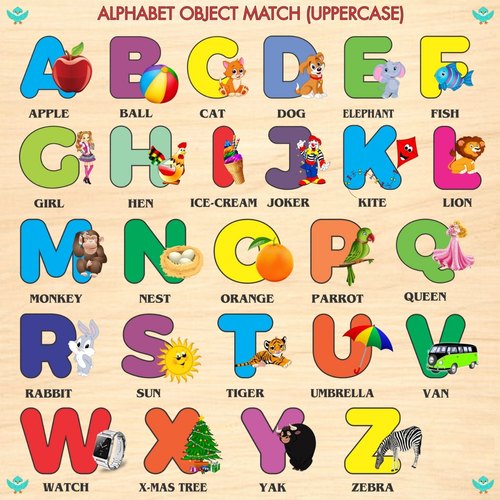 ALPHABET OBJECT MATCH (UPPERCASE)
A B C D E F
APPLE BALL CAT DOG ELEPHANT FISH
G H I J K L
GIRL HEN ICE-CREAM JOKER KITE LION
M N O P Q
MONKEY NEST ORANGE PARROT QUEEN
R S T U V
RABBIT SUN TIGER UMBRELLA VAN
W X Y Z
WATCH X-MAS TREE YAK ZEBRA